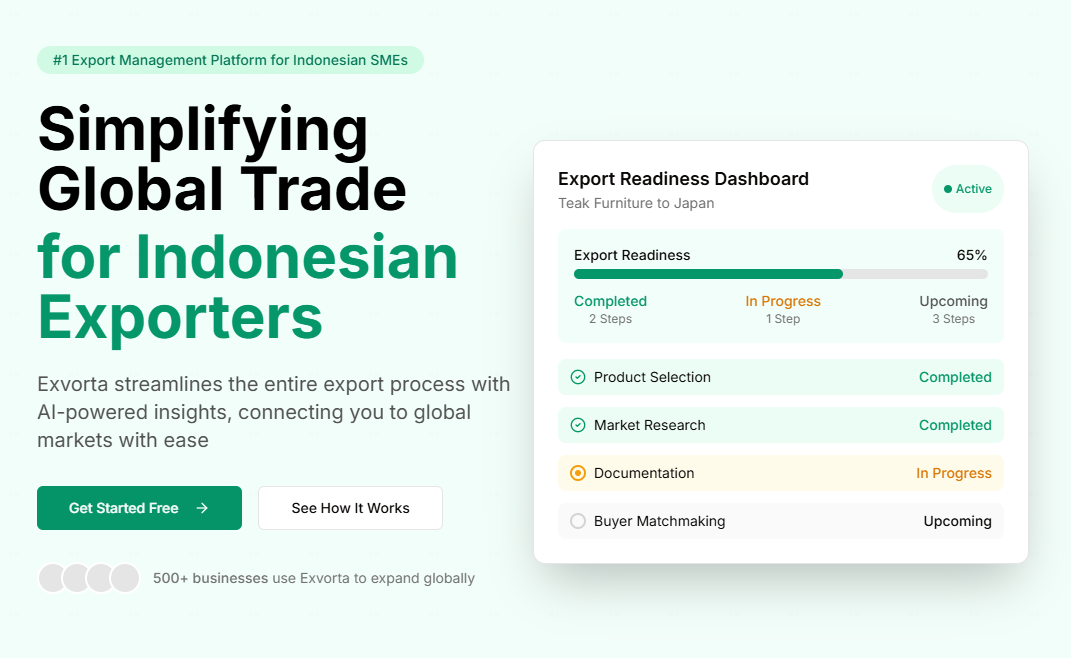 #1 Export Management Platform for Indonesian SMEs
Simplifying
Global Trade
for Indonesian
Exporters
Exvorta streamlines the entire export process with
AI-powered insights, connecting you to global
markets with ease
Get Started Free →
See How It Works
500+ businesses use Exvorta to expand globally
Export Readiness Dashboard
Teak Furniture to Japan
Active
Export Readiness 65%
Completed In Progress Upcoming
2 Steps 1 Step 3 Steps
Product Selection Completed
Market Research Completed
Documentation In Progress
Buyer Matchmaking Upcoming